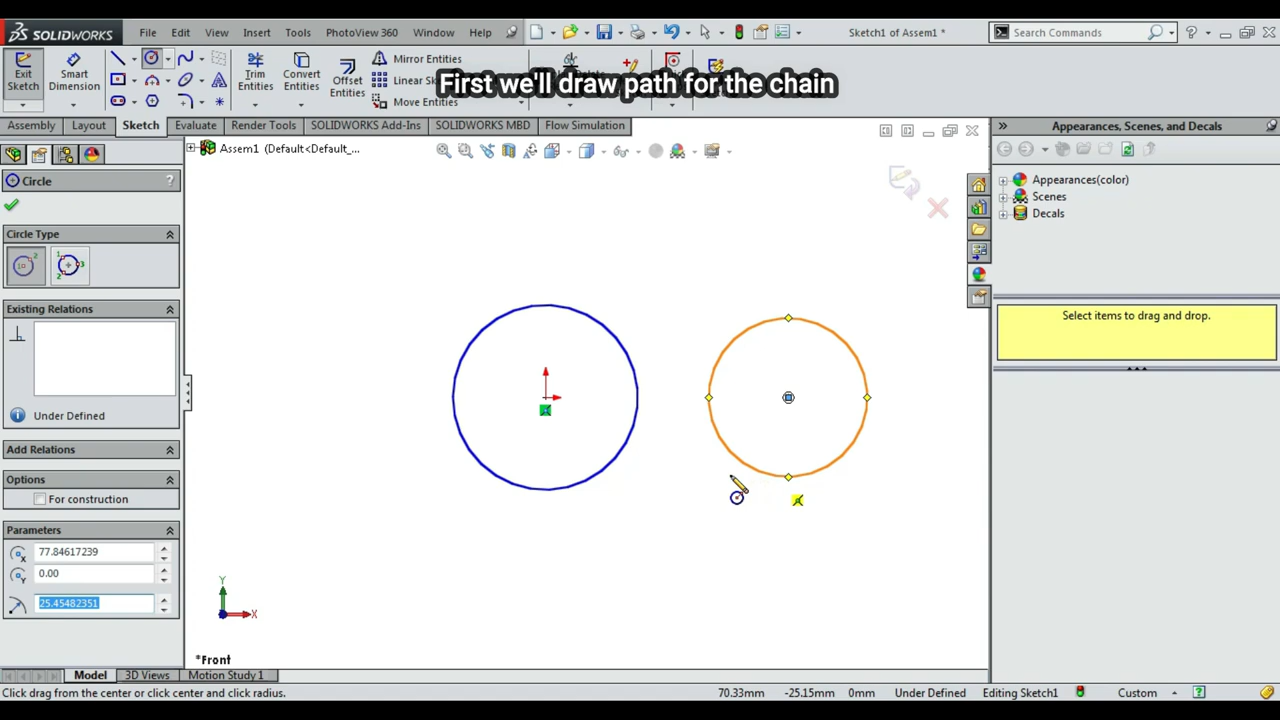 SOLIDWORKS
File Edit View Insert Tools PhotoView 360 Window Help
Sketch1 of Assem1 *
Search Commands
Exit Sketch
Smart Dimension
Trim Entities
Convert Entities
Offset Entities
Mirror Entities
Linear Sk
Move Entities
First we'll draw path for the chain
Assembly Layout Sketch Evaluate Render Tools SOLIDWORKS Add-Ins SOLIDWORKS MBD Flow Simulation
Appearances, Scenes, and Decals
Assem1 (Default<Default_...
Circle ?
Circle Type
Existing Relations
Under Defined
Add Relations
Options
For construction
Parameters
77.84617239
0.00
25.45482351
Appearances(color)
Scenes
Decals
Select items to drag and drop.
Y
X
*Front
Model 3D Views Motion Study 1
Click drag from the center or click center and click radius.
70.33mm -25.15mm 0mm Under Defined Editing Sketch1 Custom